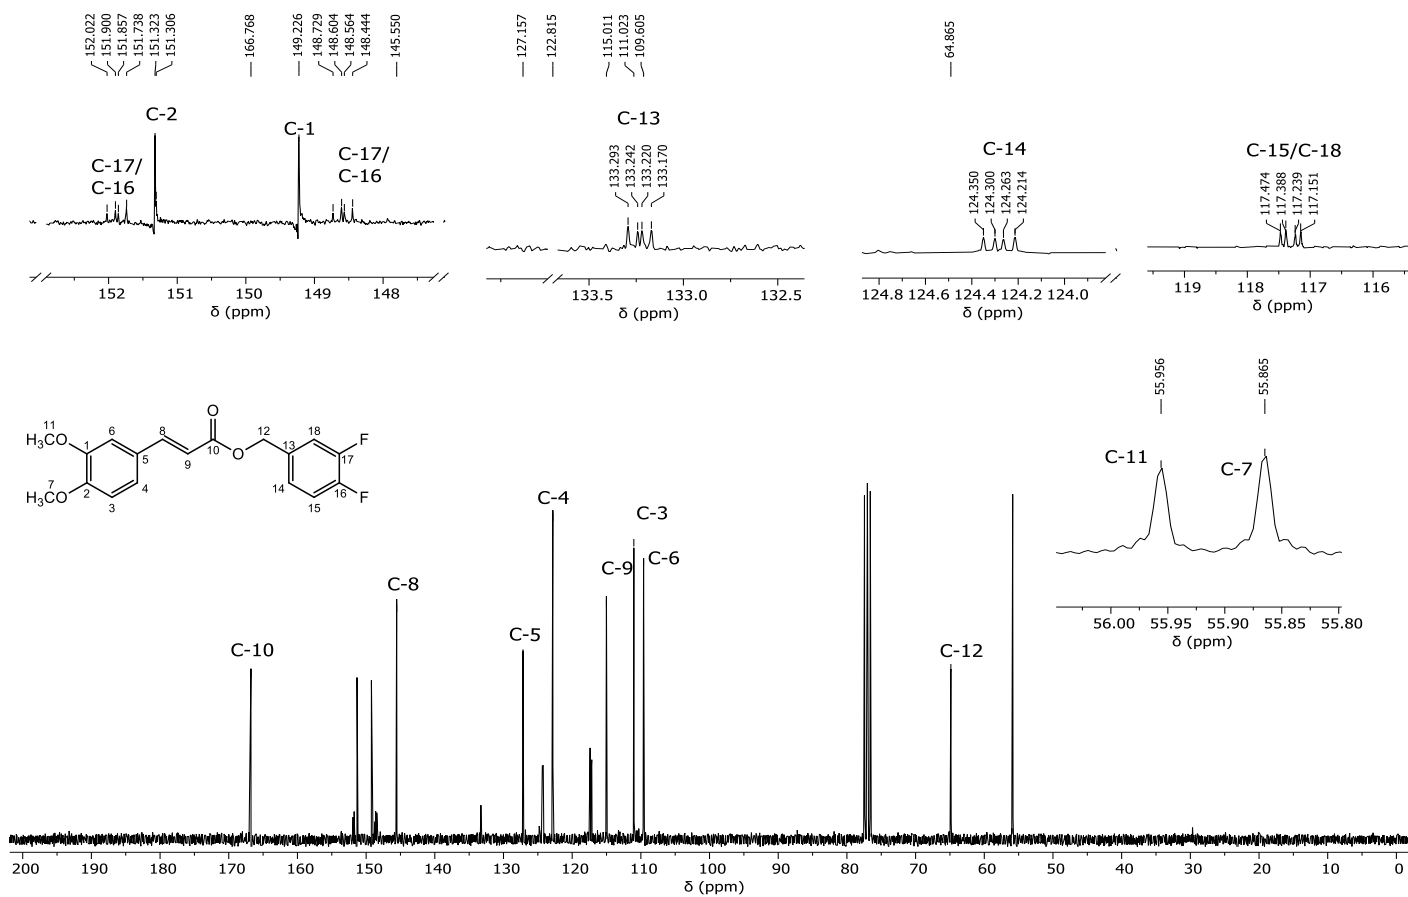 152.022
151.900
151.857
151.738
151.323
151.306
166.768
149.226
148.729
148.604
148.564
148.444
145.550
127.157
122.815
115.011
111.023
109.605
64.865
C-2
C-1
C-17/
C-16
C-17/
C-16
152 151 150 149 148
δ (ppm)
C-13
133.293
133.242
133.220
133.170
133.5 133.0 132.5
δ (ppm)
C-14
124.350
124.300
124.263
124.214
124.8 124.6 124.4 124.2 124.0
δ (ppm)
C-15/C-18
117.474
117.388
117.239
117.151
119 118 117 116
δ (ppm)
55.956
55.865
C-11
C-7
56.00 55.95 55.90 55.85 55.80
δ (ppm)
O
11
H₃CO
6
8
12
18
F
1
10
13
17
5
9
O
7
H₃CO
2
4
14
16
F
3
15
C-10
C-8
C-5
C-4
C-9
C-3
C-6
C-12
200 190 180 170 160 150 140 130 120 110 100 90 80 70 60 50 40 30 20 10 0
δ (ppm)